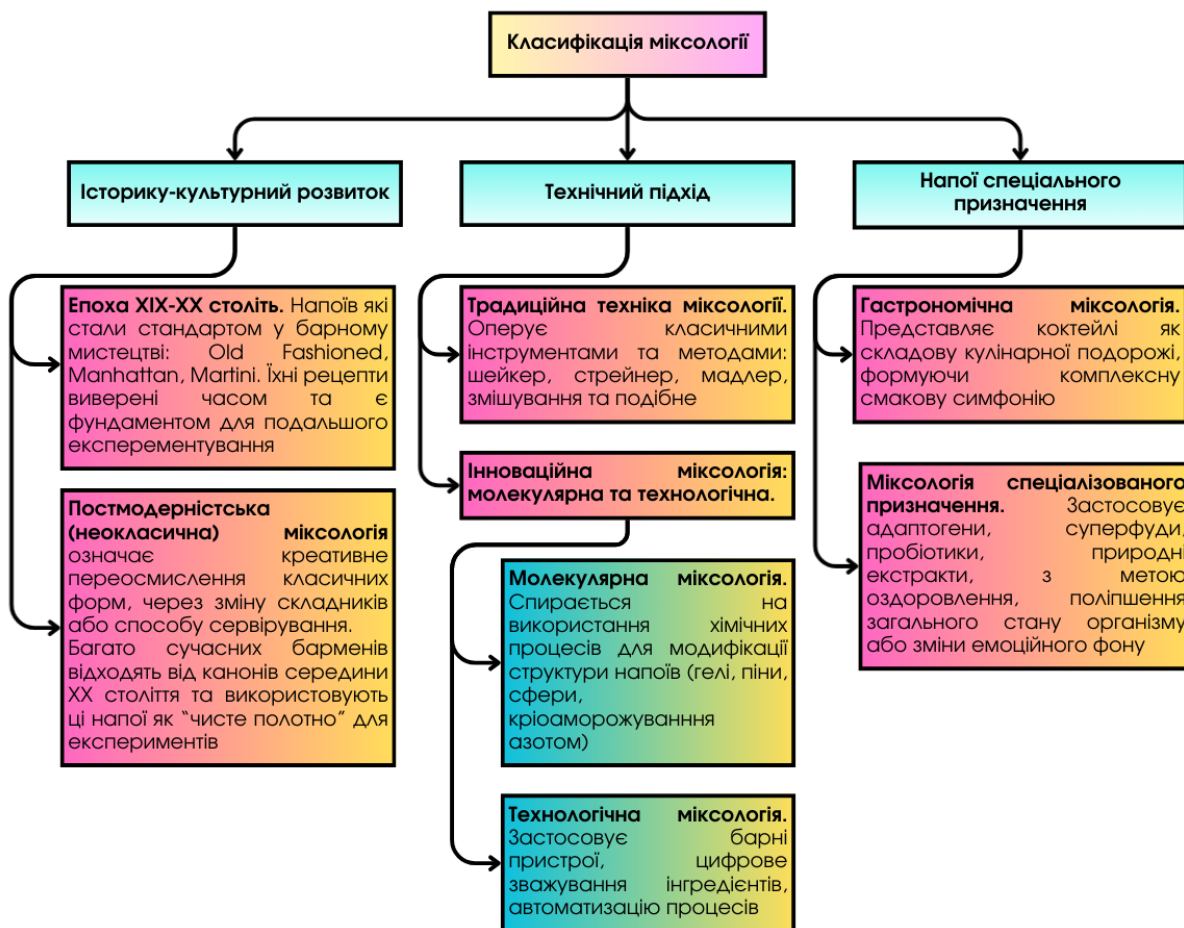 Класифікація міксології
Історику-культурний розвиток
Технічний підхід
Напої спеціального
призначення
Епоха XIX-XX століть. Напоїв які
стали стандартом у барному
мистецтві: Old Fashioned,
Manhattan, Martini. Їхні рецепти
виверені часом та є
фундаментом для подальшого
експерементування
Постмодерністська
(неокласична) міксологія
означає креативне
переосмислення класичних
форм, через зміну складників
або способу сервірування.
Багато сучасних барменів
відходять від канонів середини
XX століття та використовують
ці напої як “чисте полотно” для
експериментів
Традиційна техніка міксології.
Оперує класичними
інструментами та методами:
шейкер, стрейнер, мадлер,
змішування та подібне
Інноваційна міксологія:
молекулярна та технологічна.
Молекулярна міксологія.
Спирається на
використання хімічних
процесів для модифікації
структури напоїв (гелі, піни,
сфери,
кріоаморожуванння
азотом)
Технологічна міксологія.
Застосовує барні
пристрої, цифрове
зважування інгредієнтів,
автоматизацію процесів
Гастрономічна міксологія.
Представляє коктейлі як
складову кулінарної подорожі,
формуючи комплексну
смакову симфонію
Міксологія спеціалізованого
призначення. Застосовує
адаптогени, суперфуди,
пробіотики, природні
екстракти, з метою
оздоровлення, поліпшення
загального стану організму
або зміни емоційного фону